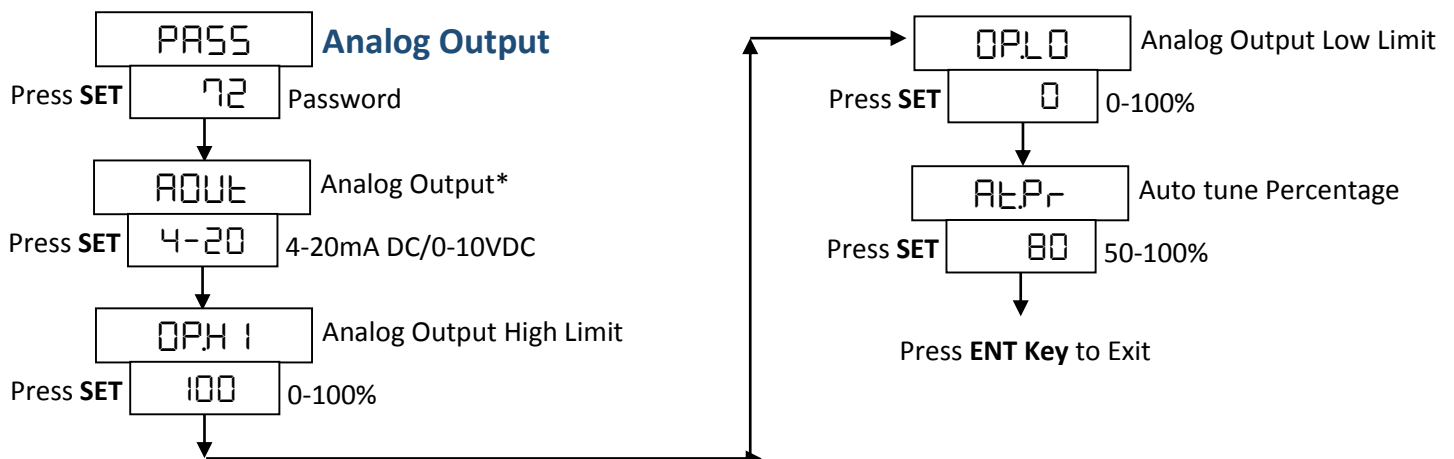 PASS Analog Output
Press SET 72 Password
AOUt Analog Output*
Press SET 4-20 4-20mA DC/0-10VDC
OP.HI Analog Output High Limit
Press SET 100 0-100%
OP.LO Analog Output Low Limit
Press SET 0 0-100%
At.Pr Auto tune Percentage
Press SET 80 50-100%
Press ENT Key to Exit